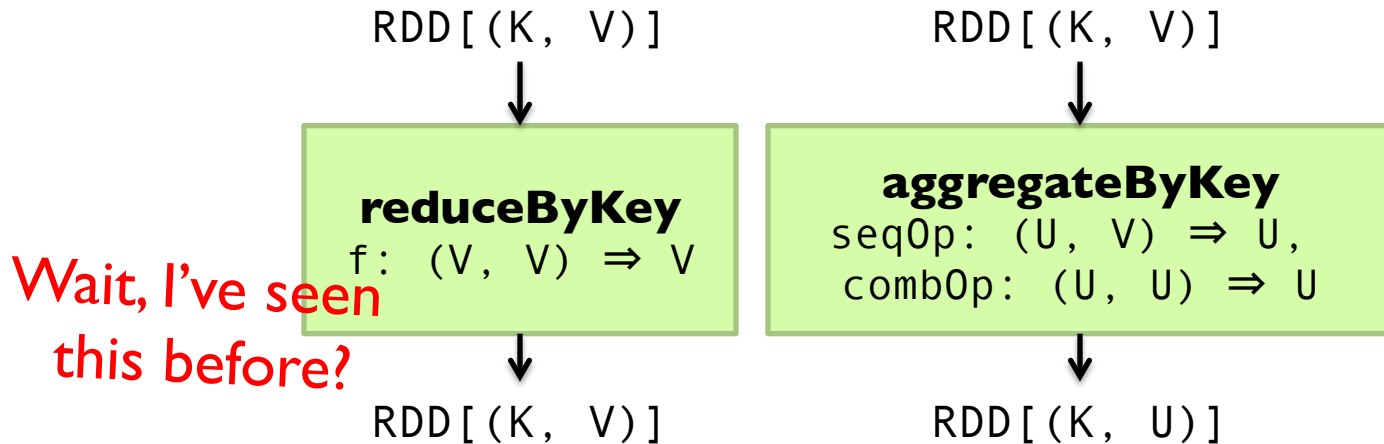 RDD[(K, V)]
reduceByKey
f: (V, V) ⇒ V
RDD[(K, V)]
RDD[(K, V)]
aggregateByKey
seqOp: (U, V) ⇒ U,
combOp: (U, U) ⇒ U
RDD[(K, U)]
Wait, I've seen
this before?